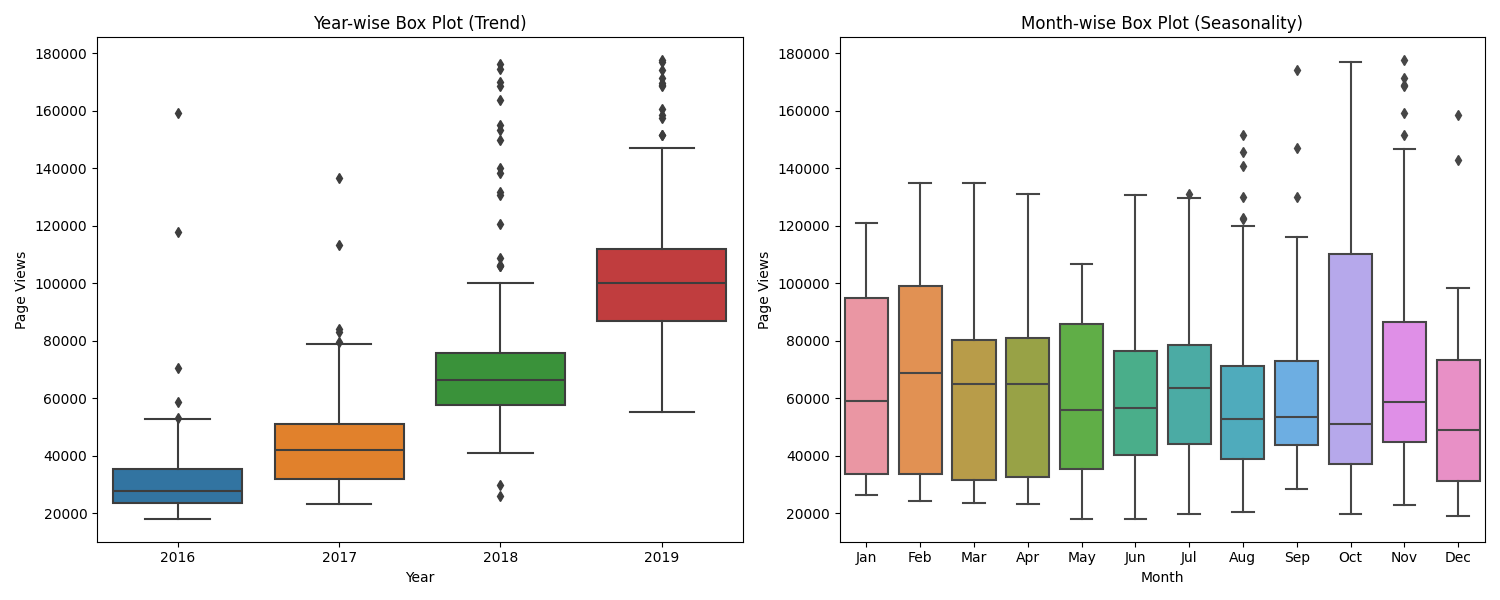 Year-wise Box Plot (Trend)
Page Views
180000
160000
140000
120000
100000
80000
60000
40000
20000
2016 2017 2018 2019
Year
Month-wise Box Plot (Seasonality)
Page Views
180000
160000
140000
120000
100000
80000
60000
40000
20000
Jan Feb Mar Apr May Jun Jul Aug Sep Oct Nov Dec
Month